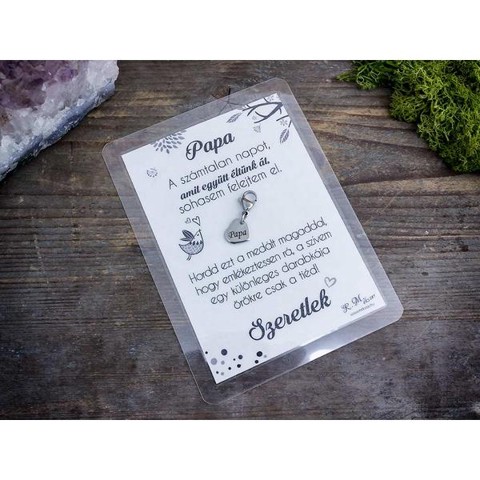 Papa
A számtalan napot,
amit együtt éltünk át,
sohasem felejtem el.
Papa
Hordd ezt a medált magaddal,
hogy emlékeztessen rá, a szívem
egy különleges darabkája
örökre csak a tiéd!
Szeretlek